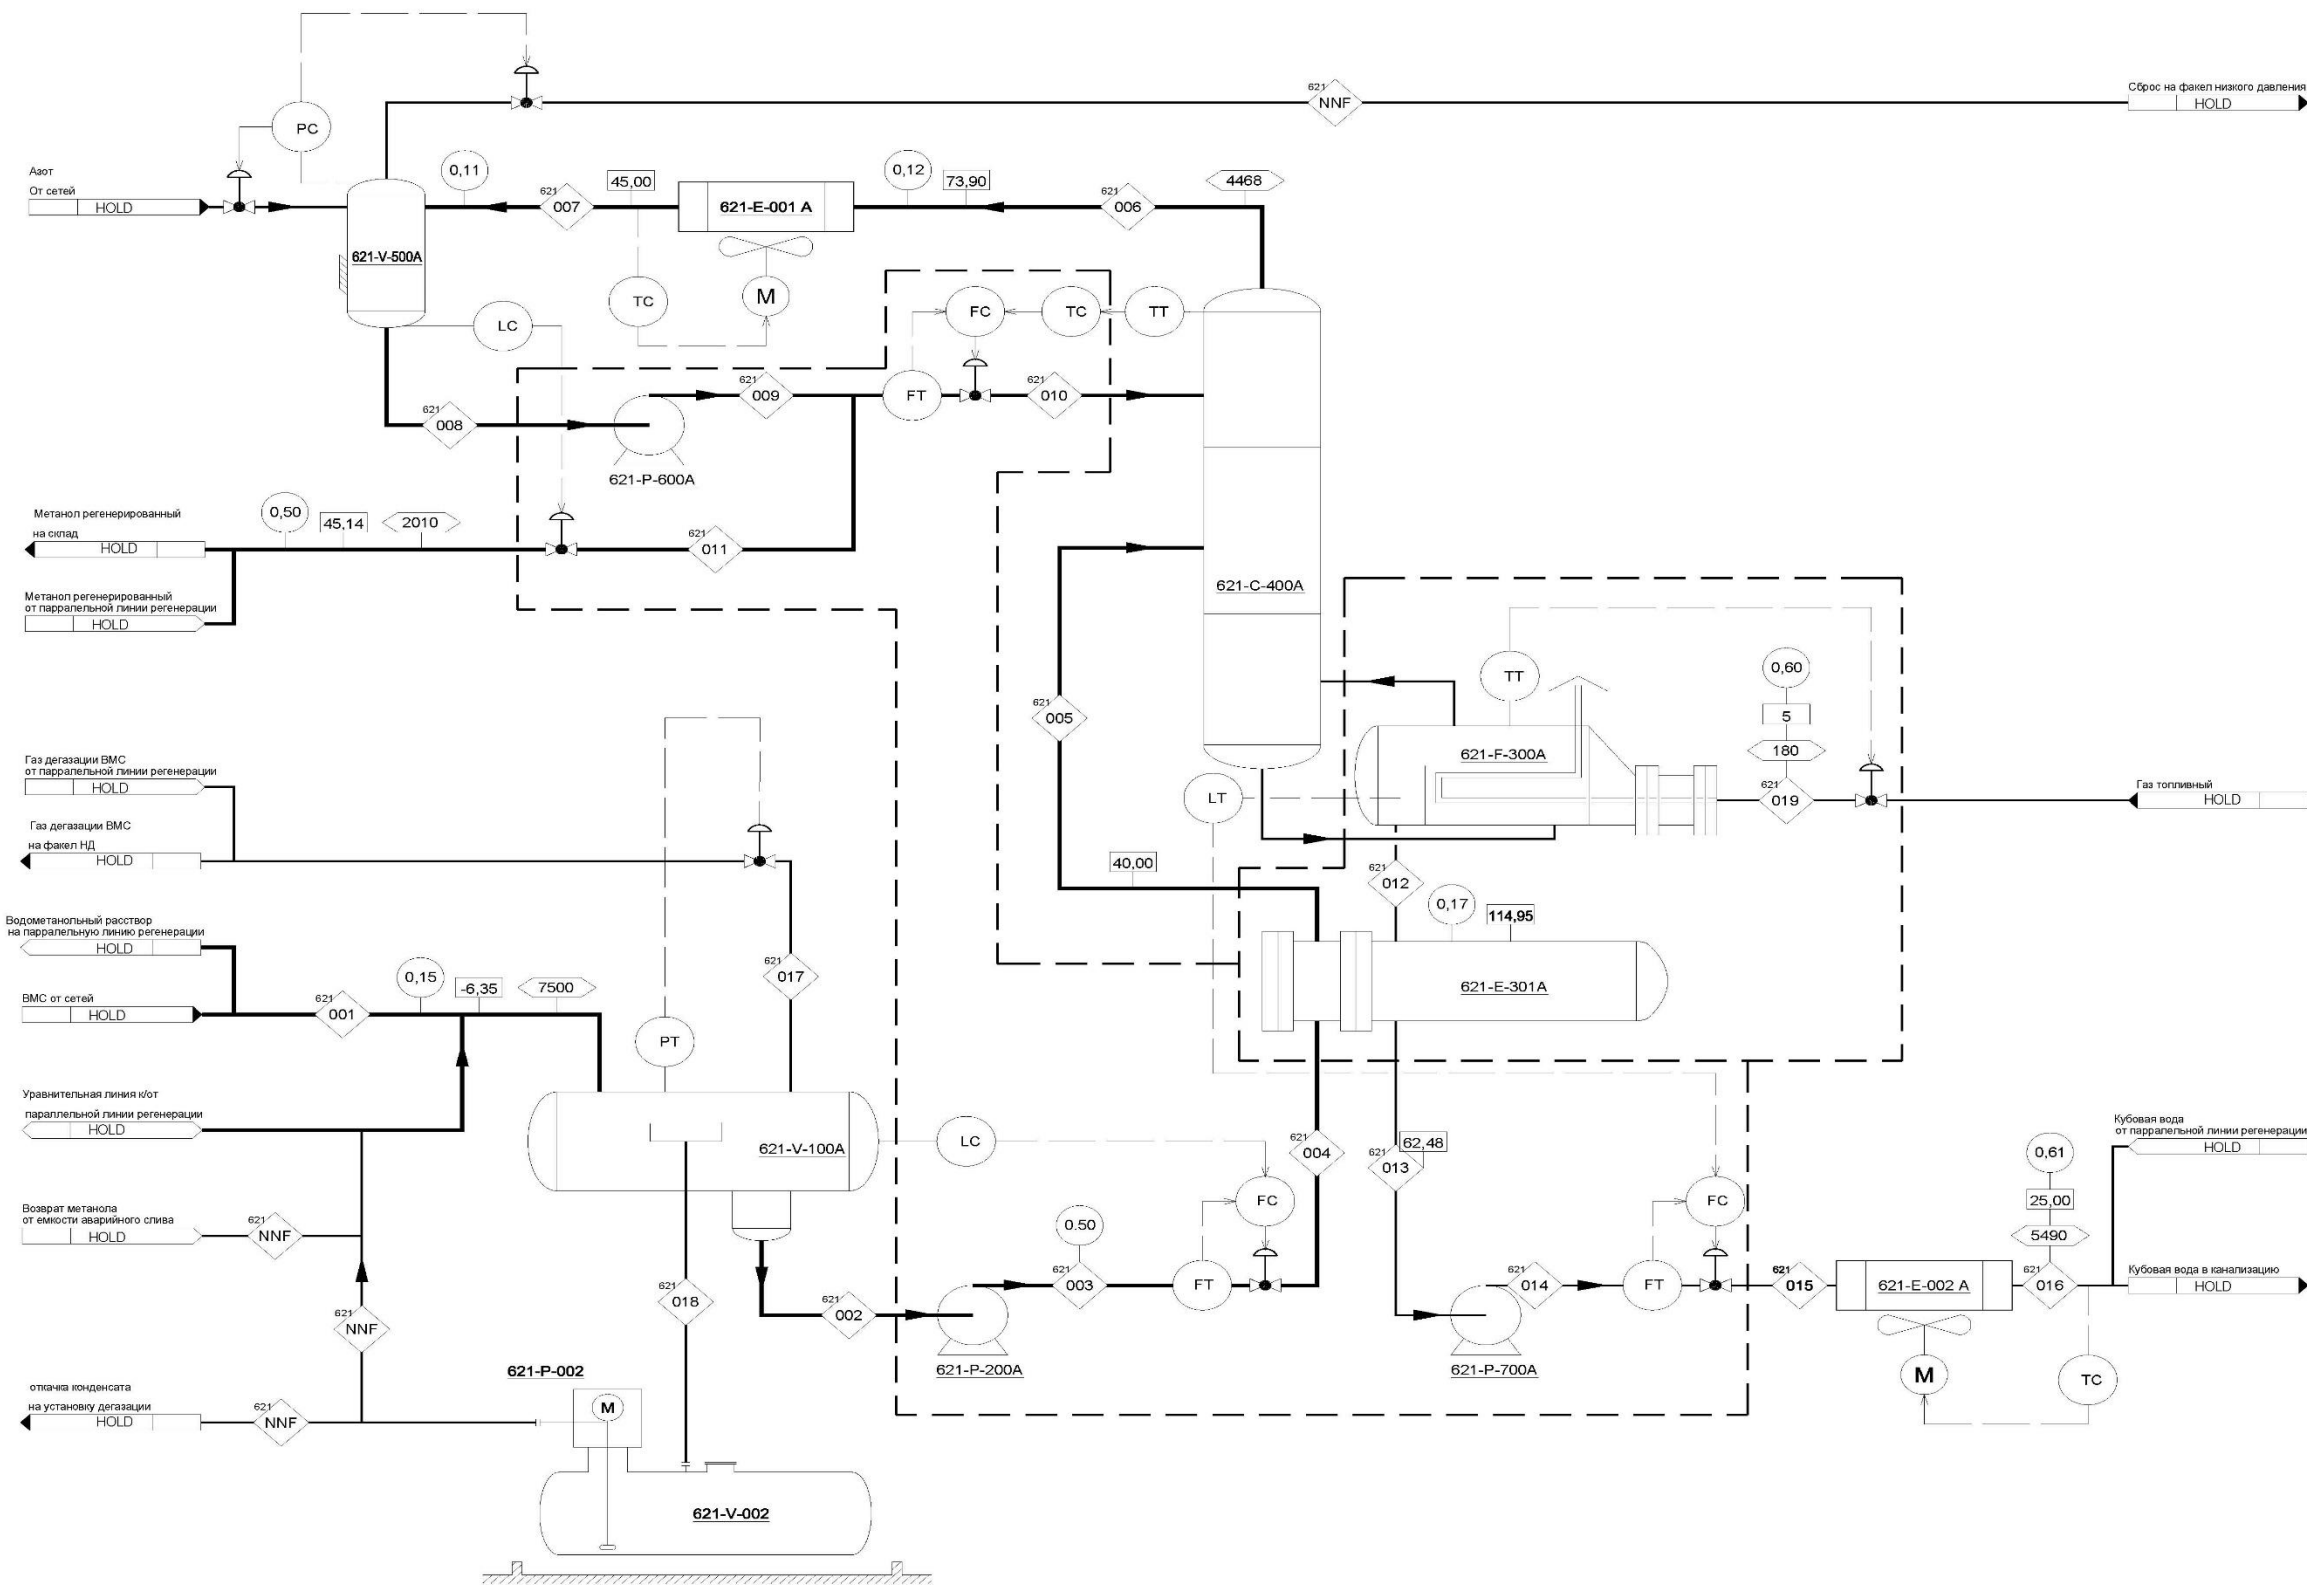 621
NNF
Сброс на факел низкого давления
HOLD
PC
Азот
От сетей
HOLD
0,11
621
007
45,00
621-E-001 A
0,12
73,90
621
006
4468
621-V-500A
TC
M
LC
FC
TC
TT
621
008
621
009
FT
621
010
621-P-600A
Метанол регенерированный
на склад
HOLD
0,50
45,14
2010
621
011
Метанол регенерированный
от парралельной линии регенерации
HOLD
621-C-400A
TT
0,60
5
180
621
019
621-F-300A
621
005
LT
Газ топливный
HOLD
Газ дегазации ВМС
от парралельной линии регенерации
HOLD
Газ дегазации ВМС
на факел НД
HOLD
40,00
621
012
0,17
114,95
621-E-301A
Водометанольный расствор
на парралельную линию регенерации
HOLD
ВМС от сетей
HOLD
621
001
0,15
-6,35
7500
621
017
PT
Уравнительная линия к/от
параллельной линии регенерации
HOLD
621-V-100A
LC
621
004
62,48
621
013
Кубовая вода
от парралельной линии регенерации
HOLD
0,61
25,00
5490
621
016
Кубовая вода в канализацию
HOLD
Возврат метанола
от емкости аварийного слива
HOLD
621
NNF
621
NNF
621
018
621
002
0.50
621
003
FT
FC
621-P-200A
621
014
FT
FC
621-P-700A
621
015
621-E-002 A
M
TC
откачка конденсата
на установку дегазации
HOLD
621
NNF
621-P-002
M
621-V-002